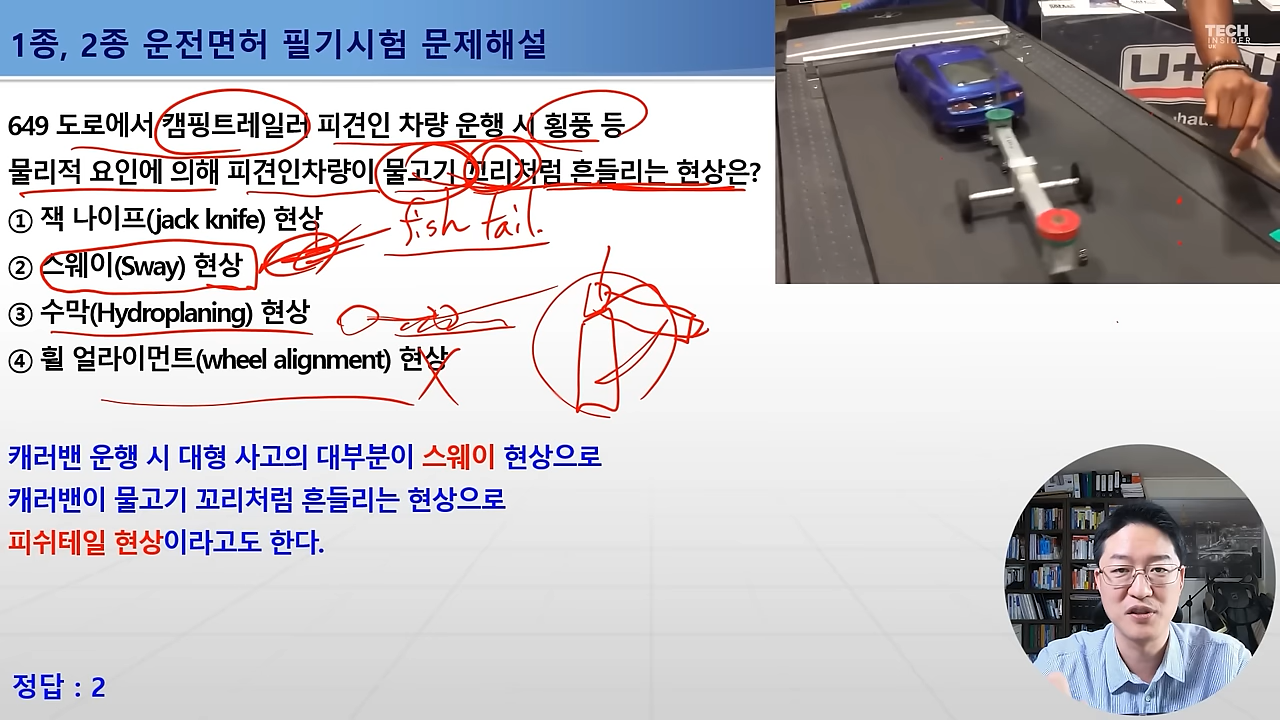 1종, 2종 운전면허 필기시험 문제해설
TECH
INSIDER
UK
649 도로에서 캠핑트레일러 피견인 차량 운행 시 횡풍 등
물리적 요인에 의해 피견인차량이 물고기 꼬리처럼 흔들리는 현상은?
① 잭 나이프(jack knife) 현상
fish tail.
② 스웨이(Sway) 현상
③ 수막(Hydroplaning) 현상
④ 휠 얼라이먼트(wheel alignment) 현상
캐러밴 운행 시 대형 사고의 대부분이 스웨이 현상으로
캐러밴이 물고기 꼬리처럼 흔들리는 현상으로
피쉬테일 현상이라고도 한다.
정답 : 2